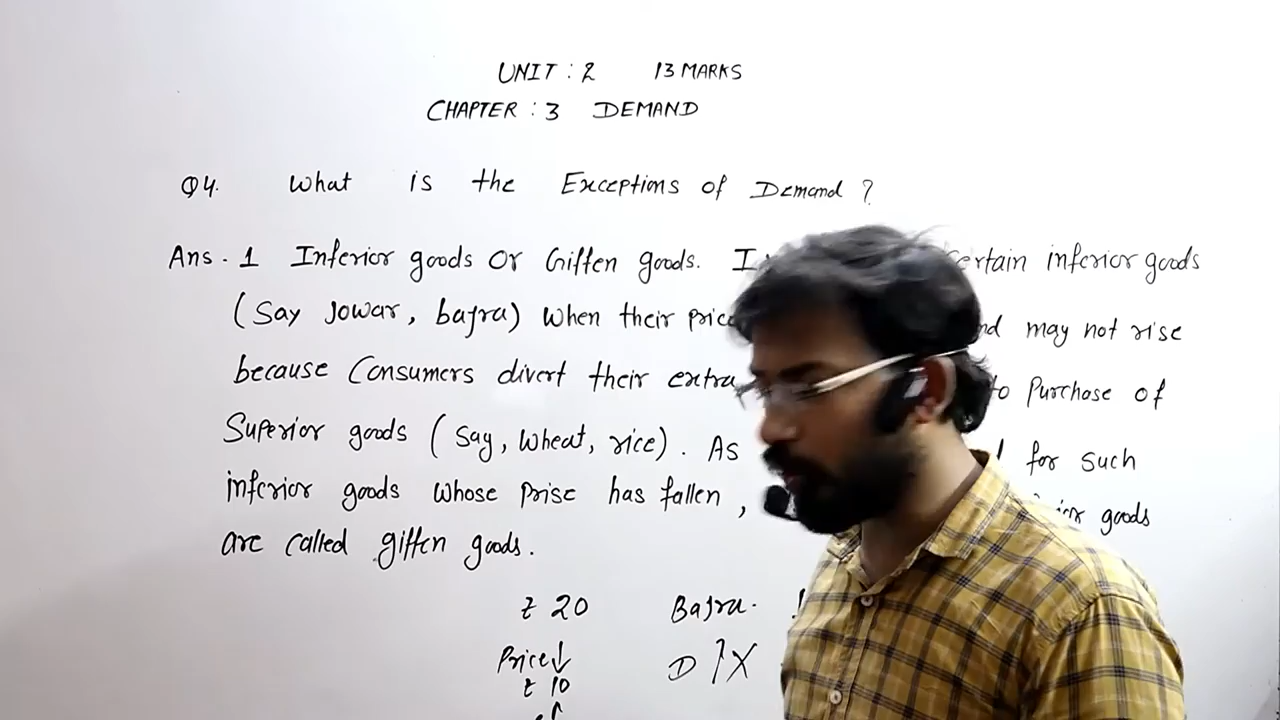 UNIT : 2 13 MARKS
CHAPTER : 3 DEMAND
Q4. What is the Exceptions of Demand ?
Ans. 1 Inferior goods or Giffen goods. certain inferior goods
(Say Jowar, bajra) When their price may not rise
because Consumers divert their extra to Purchase of
Superior goods (Say, Wheat, rice). As for Such
inferior goods whose prise has fallen, goods
are called giffen goods.
₹ 20 Bajra.
Price ↓ D ↑ X
₹ 10